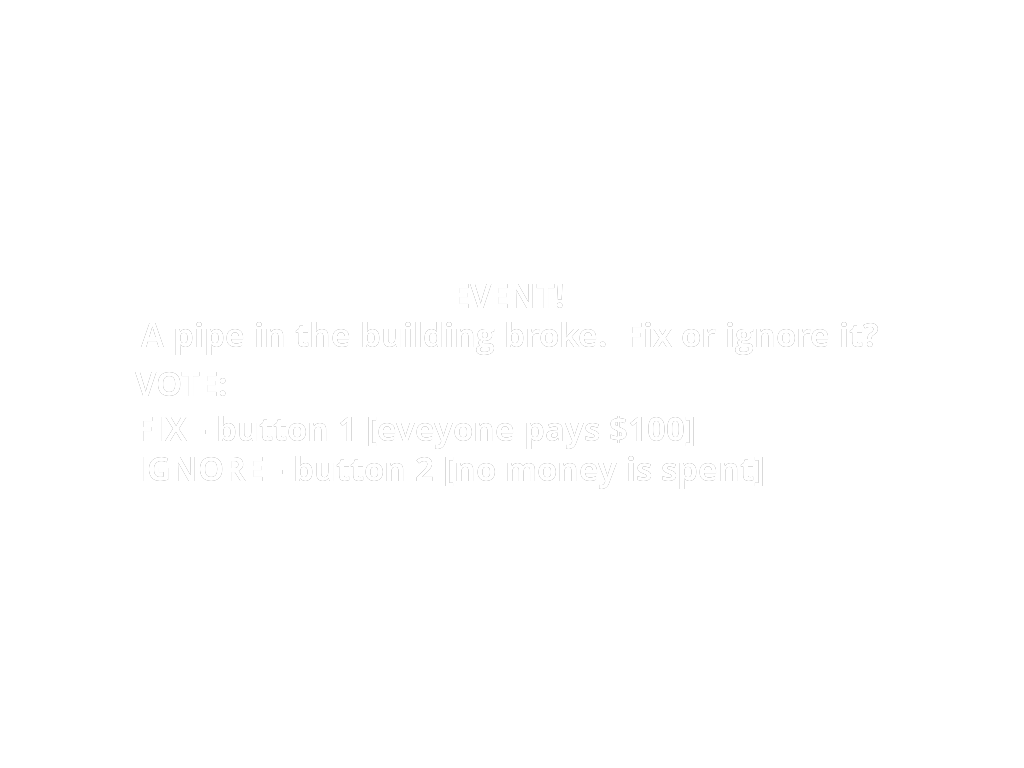 EVENT!
A pipe in the building broke.  Fix or ignore it?
VOTE:
FIX - button 1 [eveyone pays $100]
IGNORE - button 2 [no money is spent]